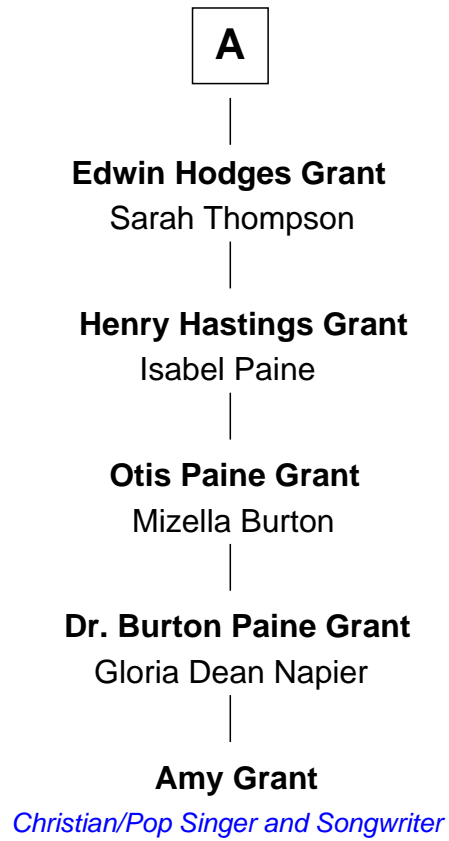 A
Edwin Hodges Grant
Sarah Thompson
Henry Hastings Grant
Isabel Paine
Otis Paine Grant
Mizella Burton
Dr. Burton Paine Grant
Gloria Dean Napier
Amy Grant
Christian/Pop Singer and Songwriter